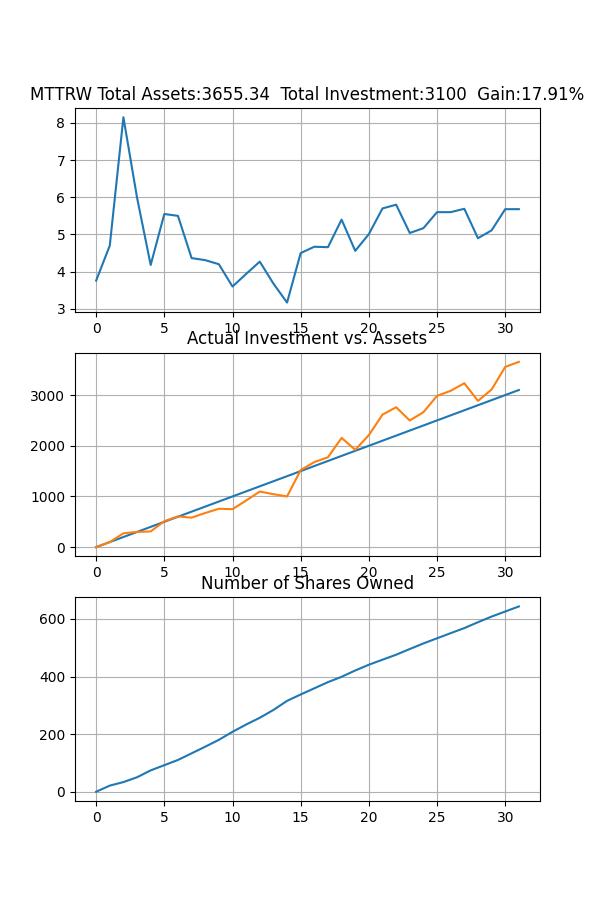 MTTRW Total Assets:3655.34  Total Investment:3100  Gain:17.91%
8
7
6
5
4
3
0 5 10 15 20 25 30
Actual Investment vs. Assets
3000
2000
1000
0
0 5 10 15 20 25 30
Number of Shares Owned
600
400
200
0
0 5 10 15 20 25 30